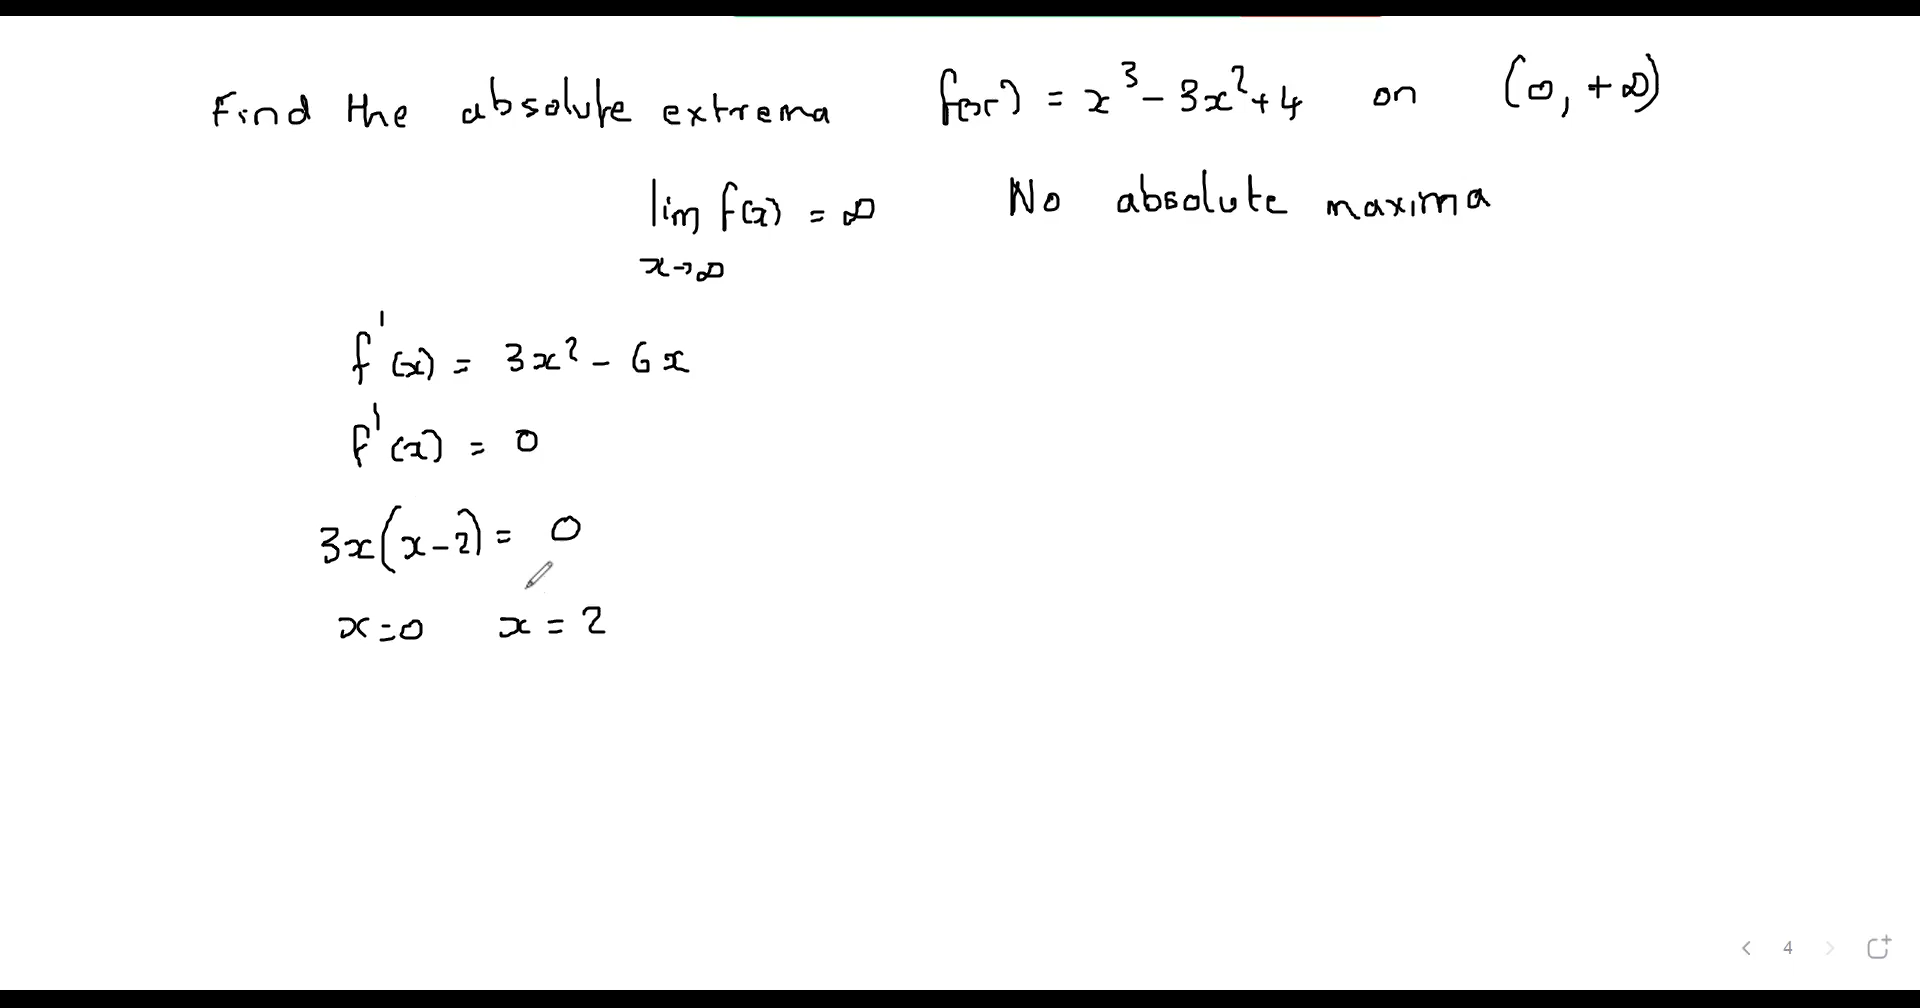 Find the absolute extrema f(x) = x³ - 3x² + 4 on (0, +∞)
lim f(x) = ∞ No absolute maxima
x→∞
f'(x) = 3x² - 6x
f'(x) = 0
3x(x-2) = 0
x=0 x = 2
4